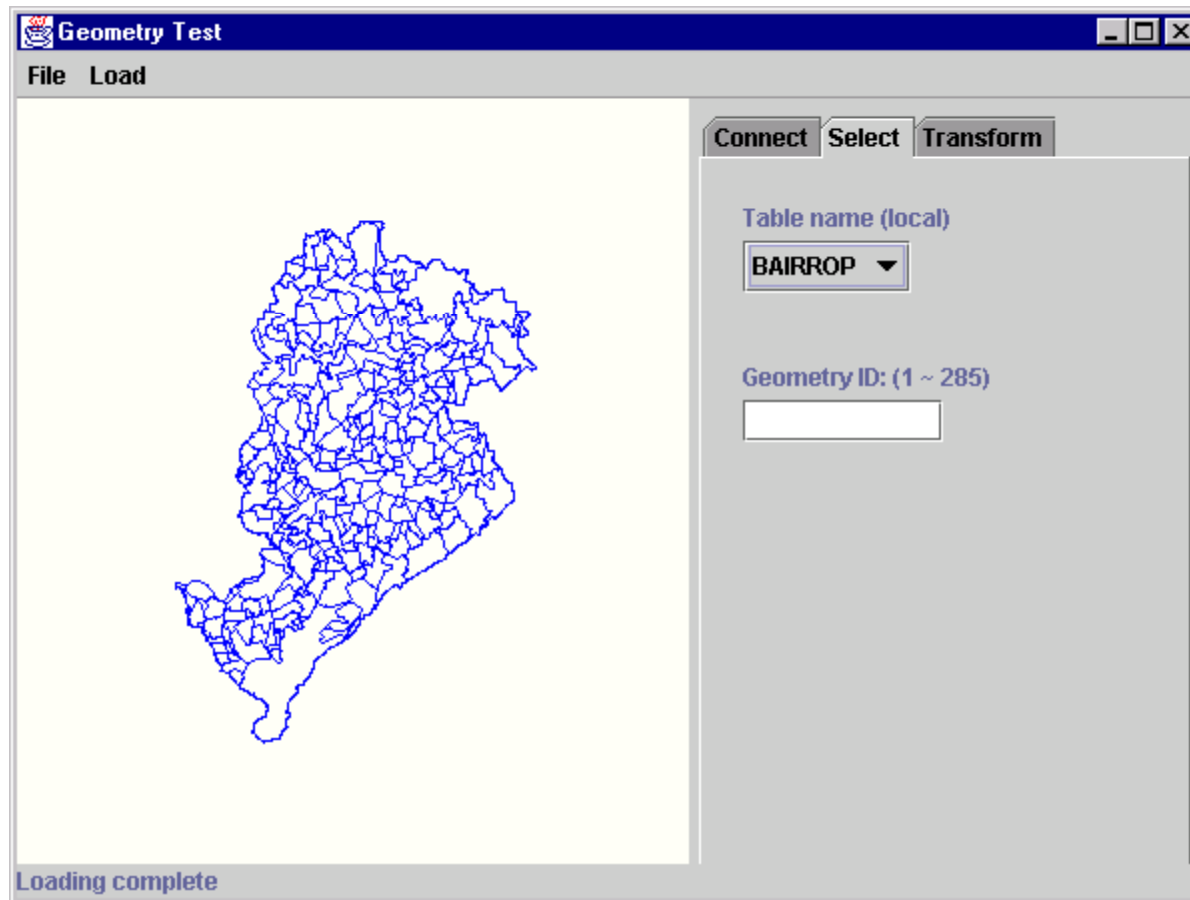 Geometry Test
File Load
Connect Select Transform
Table name (local)
BAIRROP
Geometry ID: (1 ~ 285)
Loading complete